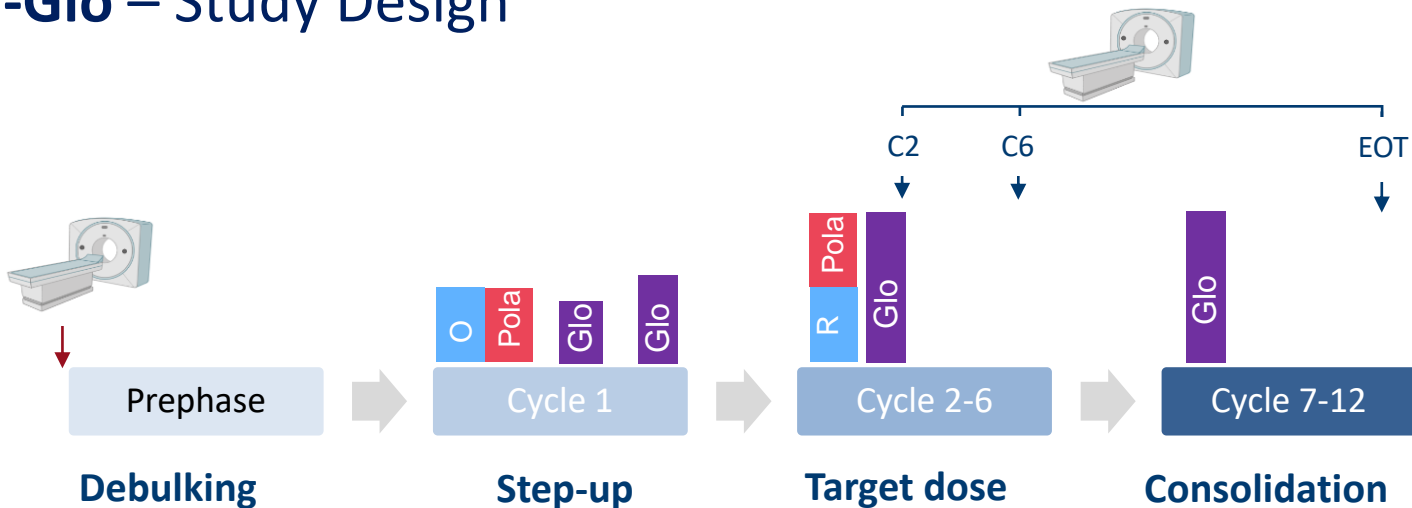 -Glo – Study Design
C2 C6 EOT
O Pola Glo Glo Pola R Glo Glo
Prephase Cycle 1 Cycle 2-6 Cycle 7-12
Debulking Step-up Target dose Consolidation